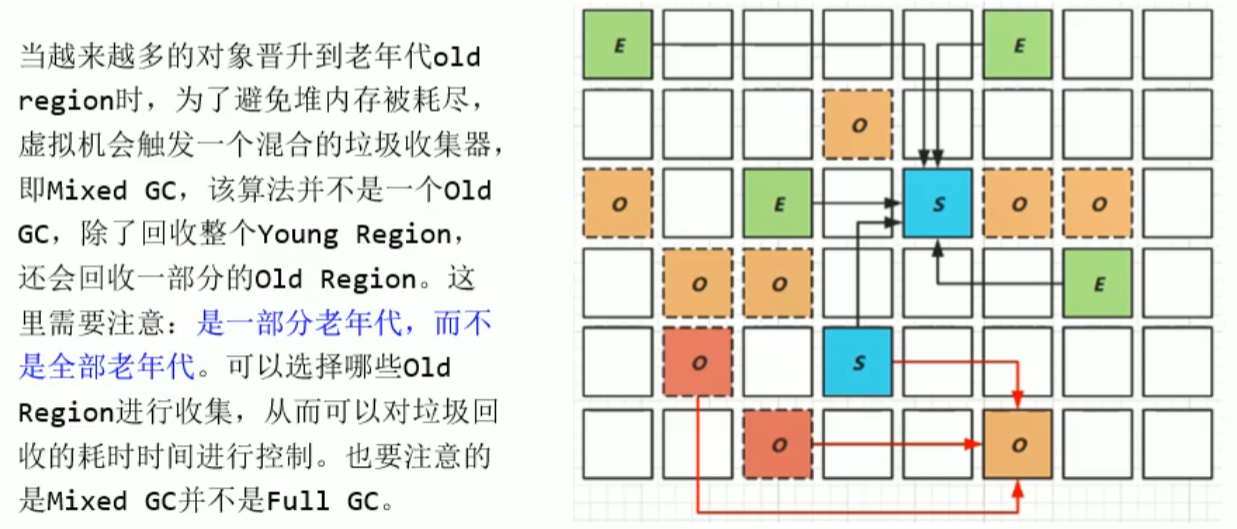 当越来越多的对象晋升到老年代old
region时，为了避免堆内存被耗尽，
虚拟机会触发一个混合的垃圾收集器，
即Mixed GC，该算法并不是一个Old
GC，除了回收整个Young Region，
还会回收一部分的Old Region。这
里需要注意：是一部分老年代，而不
是全部老年代。可以选择哪些Old
Region进行收集，从而可以对垃圾回
收的耗时时间进行控制。也要注意的
是Mixed GC并不是Full GC。
E E
O
O E S O O
O O E
O S
O O